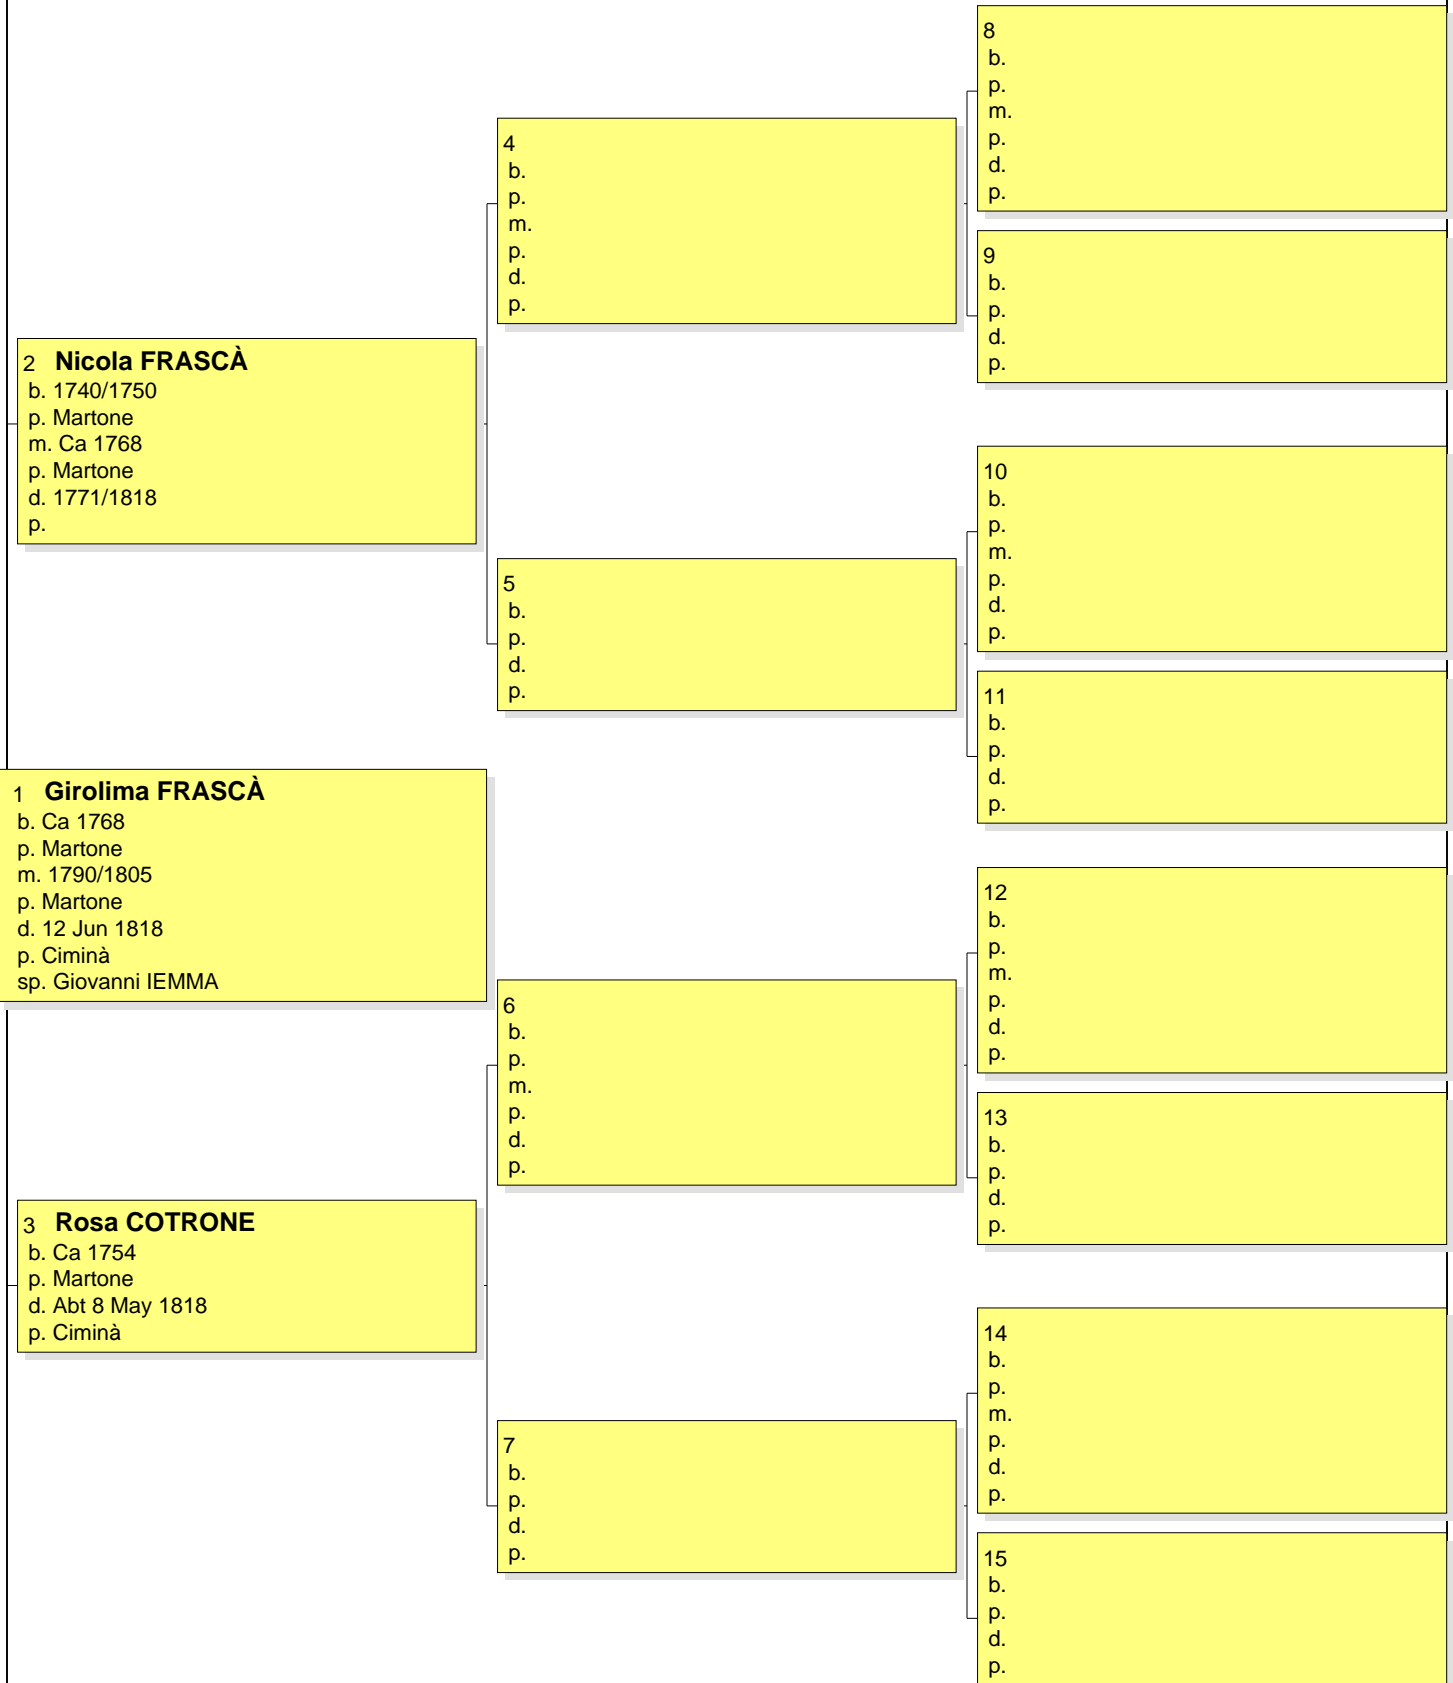 8
b.
p.
m.
p.
d.
p.
4
b.
p.
m.
p.
d.
p.
9
b.
p.
d.
p.
2 Nicola FRASCÀ
b. 1740/1750
p. Martone
m. Ca 1768
p. Martone
d. 1771/1818
p.
10
b.
p.
m.
p.
d.
p.
5
b.
p.
d.
p.
11
b.
p.
d.
p.
1 Girolima FRASCÀ
b. Ca 1768
p. Martone
m. 1790/1805
p. Martone
d. 12 Jun 1818
p. Ciminà
sp. Giovanni IEMMA
12
b.
p.
m.
p.
d.
p.
6
b.
p.
m.
p.
d.
p.
13
b.
p.
d.
p.
3 Rosa COTRONE
b. Ca 1754
p. Martone
d. Abt 8 May 1818
p. Ciminà
14
b.
p.
m.
p.
d.
p.
7
b.
p.
d.
p.
15
b.
p.
d.
p.